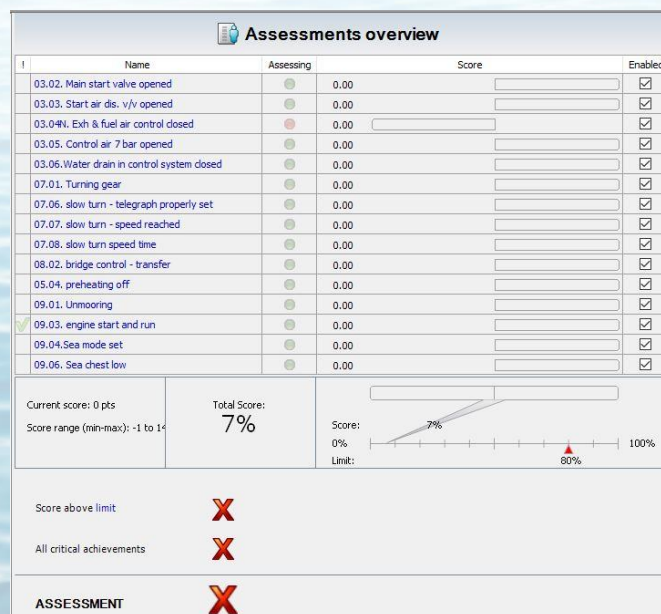 Assessments overview
! Name Assessing Score Enabled
03.02. Main start valve opened 0.00
03.03. Start air dis. v/v opened 0.00
03.04N. Exh & fuel air control closed 0.00
03.05. Control air 7 bar opened 0.00
03.06.Water drain in control system closed 0.00
07.01. Turning gear 0.00
07.06. slow turn - telegraph properly set 0.00
07.07. slow turn - speed reached 0.00
07.08. slow turn speed time 0.00
08.02. bridge control - transfer 0.00
05.04. preheating off 0.00
09.01. Unmooring 0.00
09.03. engine start and run 0.00
09.04.Sea mode set 0.00
09.06. Sea chest low 0.00
Current score: 0 pts
Score range (min-max): -1 to 14
Total Score:
7%
Score: 7%
0% 100%
Limit: 80%
Score above limit
All critical achievements
ASSESSMENT